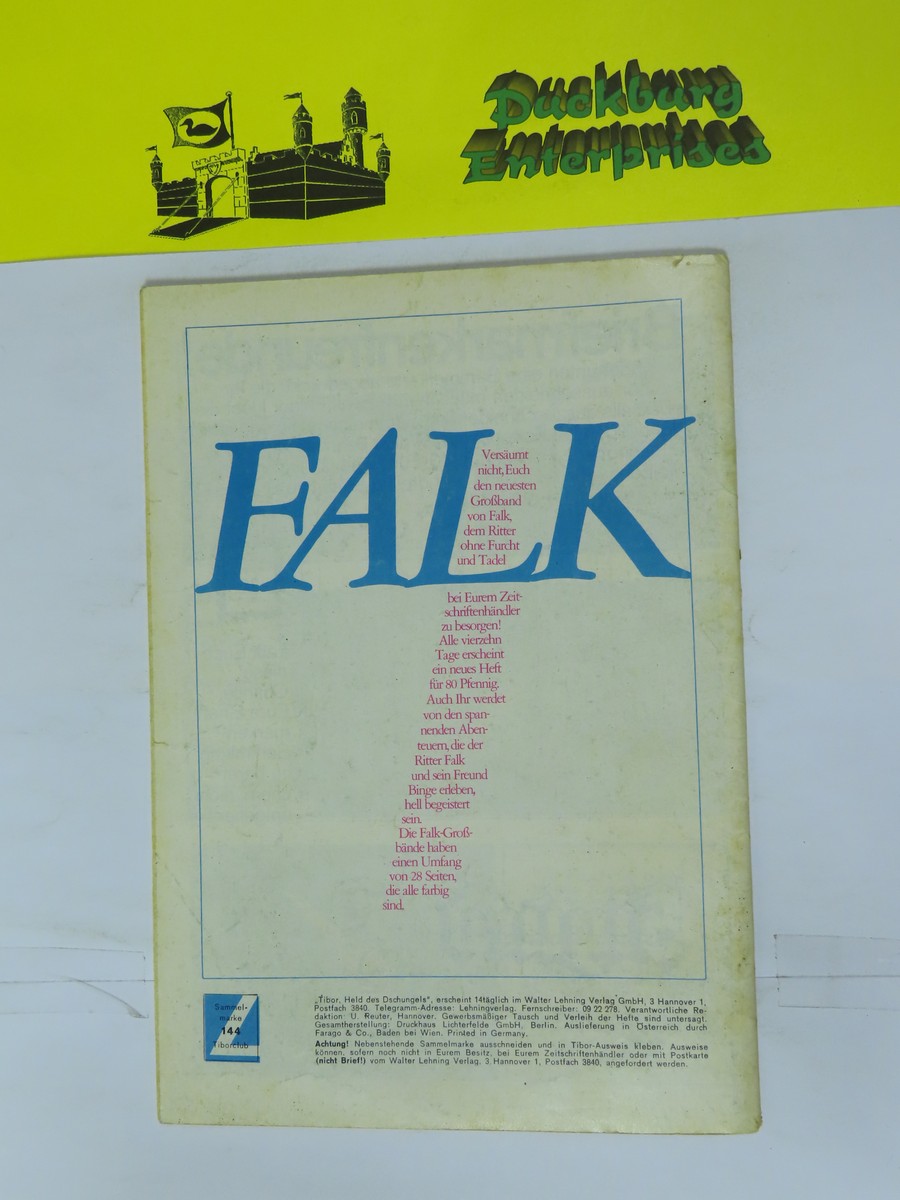 Duckburg
Enterprises
FALK
Versäumt
nicht, Euch
den neuesten
Großband
von Falk,
dem Ritter
ohne Furcht
und Tadel
bei Eurem Zeit-
schriftenhändler
zu besorgen!
Alle vierzehn
Tage erscheint
ein neues Heft
für 80 Pfennig.
Auch Ihr werdet
von den span-
nenden Aben-
teuern, die der
Ritter Falk
und sein Freund
Binge erleben,
hell begeistert
sein.
Die Falk-Groß-
bände haben
einen Umfang
von 28 Seiten,
die alle farbig
sind.
Sammel-
marke
144
Tiborclub
„Tibor, Held des Dschungels", erscheint 14täglich im Walter Lehning Verlag GmbH, 3 Hannover 1,
Postfach 3840. Telegramm-Adresse: Lehningverlag. Fernschreiber: 09 22 278. Verantwortliche Re-
daktion: U. Reuter, Hannover. Gewerbsmäßiger Tausch und Verleih der Hefte sind untersagt.
Gesamtherstellung: Druckhaus Lichterfelde GmbH, Berlin. Auslieferung in Österreich durch
Farago & Co., Baden bei Wien. Printed in Germany.
Achtung! Nebenstehende Sammelmarke ausschneiden und in Tibor-Ausweis kleben. Ausweise
können, sofern noch nicht in Eurem Besitz, bei Eurem Zeitschriftenhändler oder mit Postkarte
(nicht Brief!) vom Walter Lehning Verlag, 3 Hannover 1, Postfach 3840, angefordert werden.